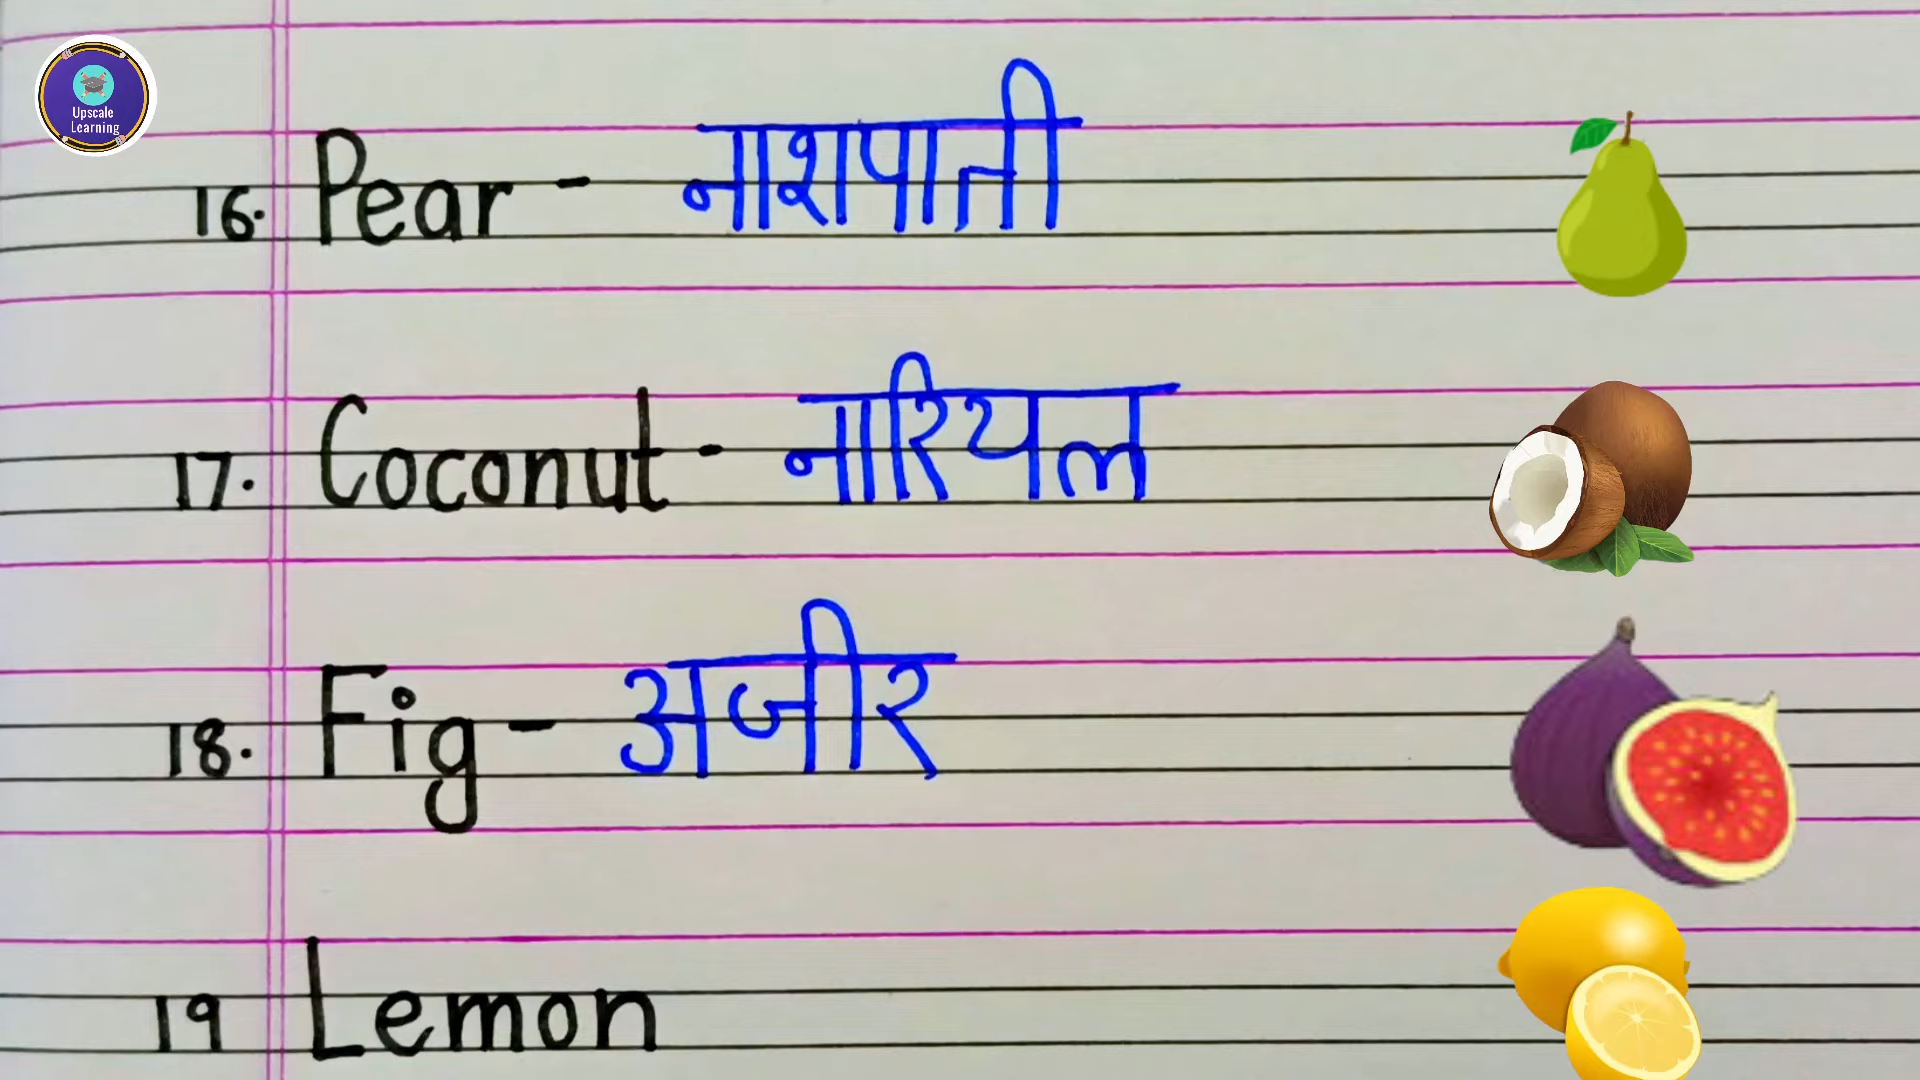 Upscale
Learning
16. Pear - नाशपाती
17. Coconut - नारियल
18. Fig - अजीर
19 Lemon